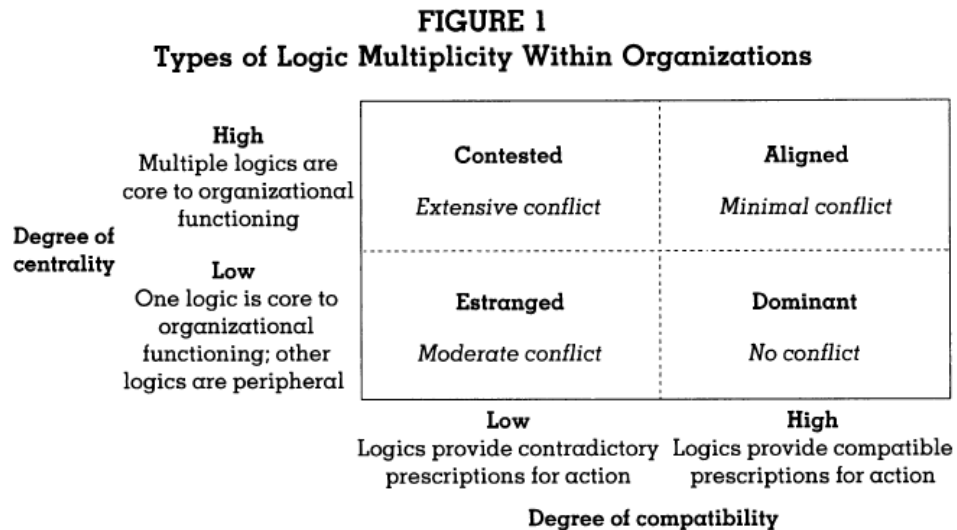 FIGURE 1
Types of Logic Multiplicity Within Organizations
High
Multiple logics are
core to organizational
functioning
Contested
Extensive conflict
Aligned
Minimal conflict
Degree of
centrality
Low
One logic is core to
organizational
functioning; other
logics are peripheral
Estranged
Moderate conflict
Dominant
No conflict
Low
Logics provide contradictory
prescriptions for action
High
Logics provide compatible
prescriptions for action
Degree of compatibility